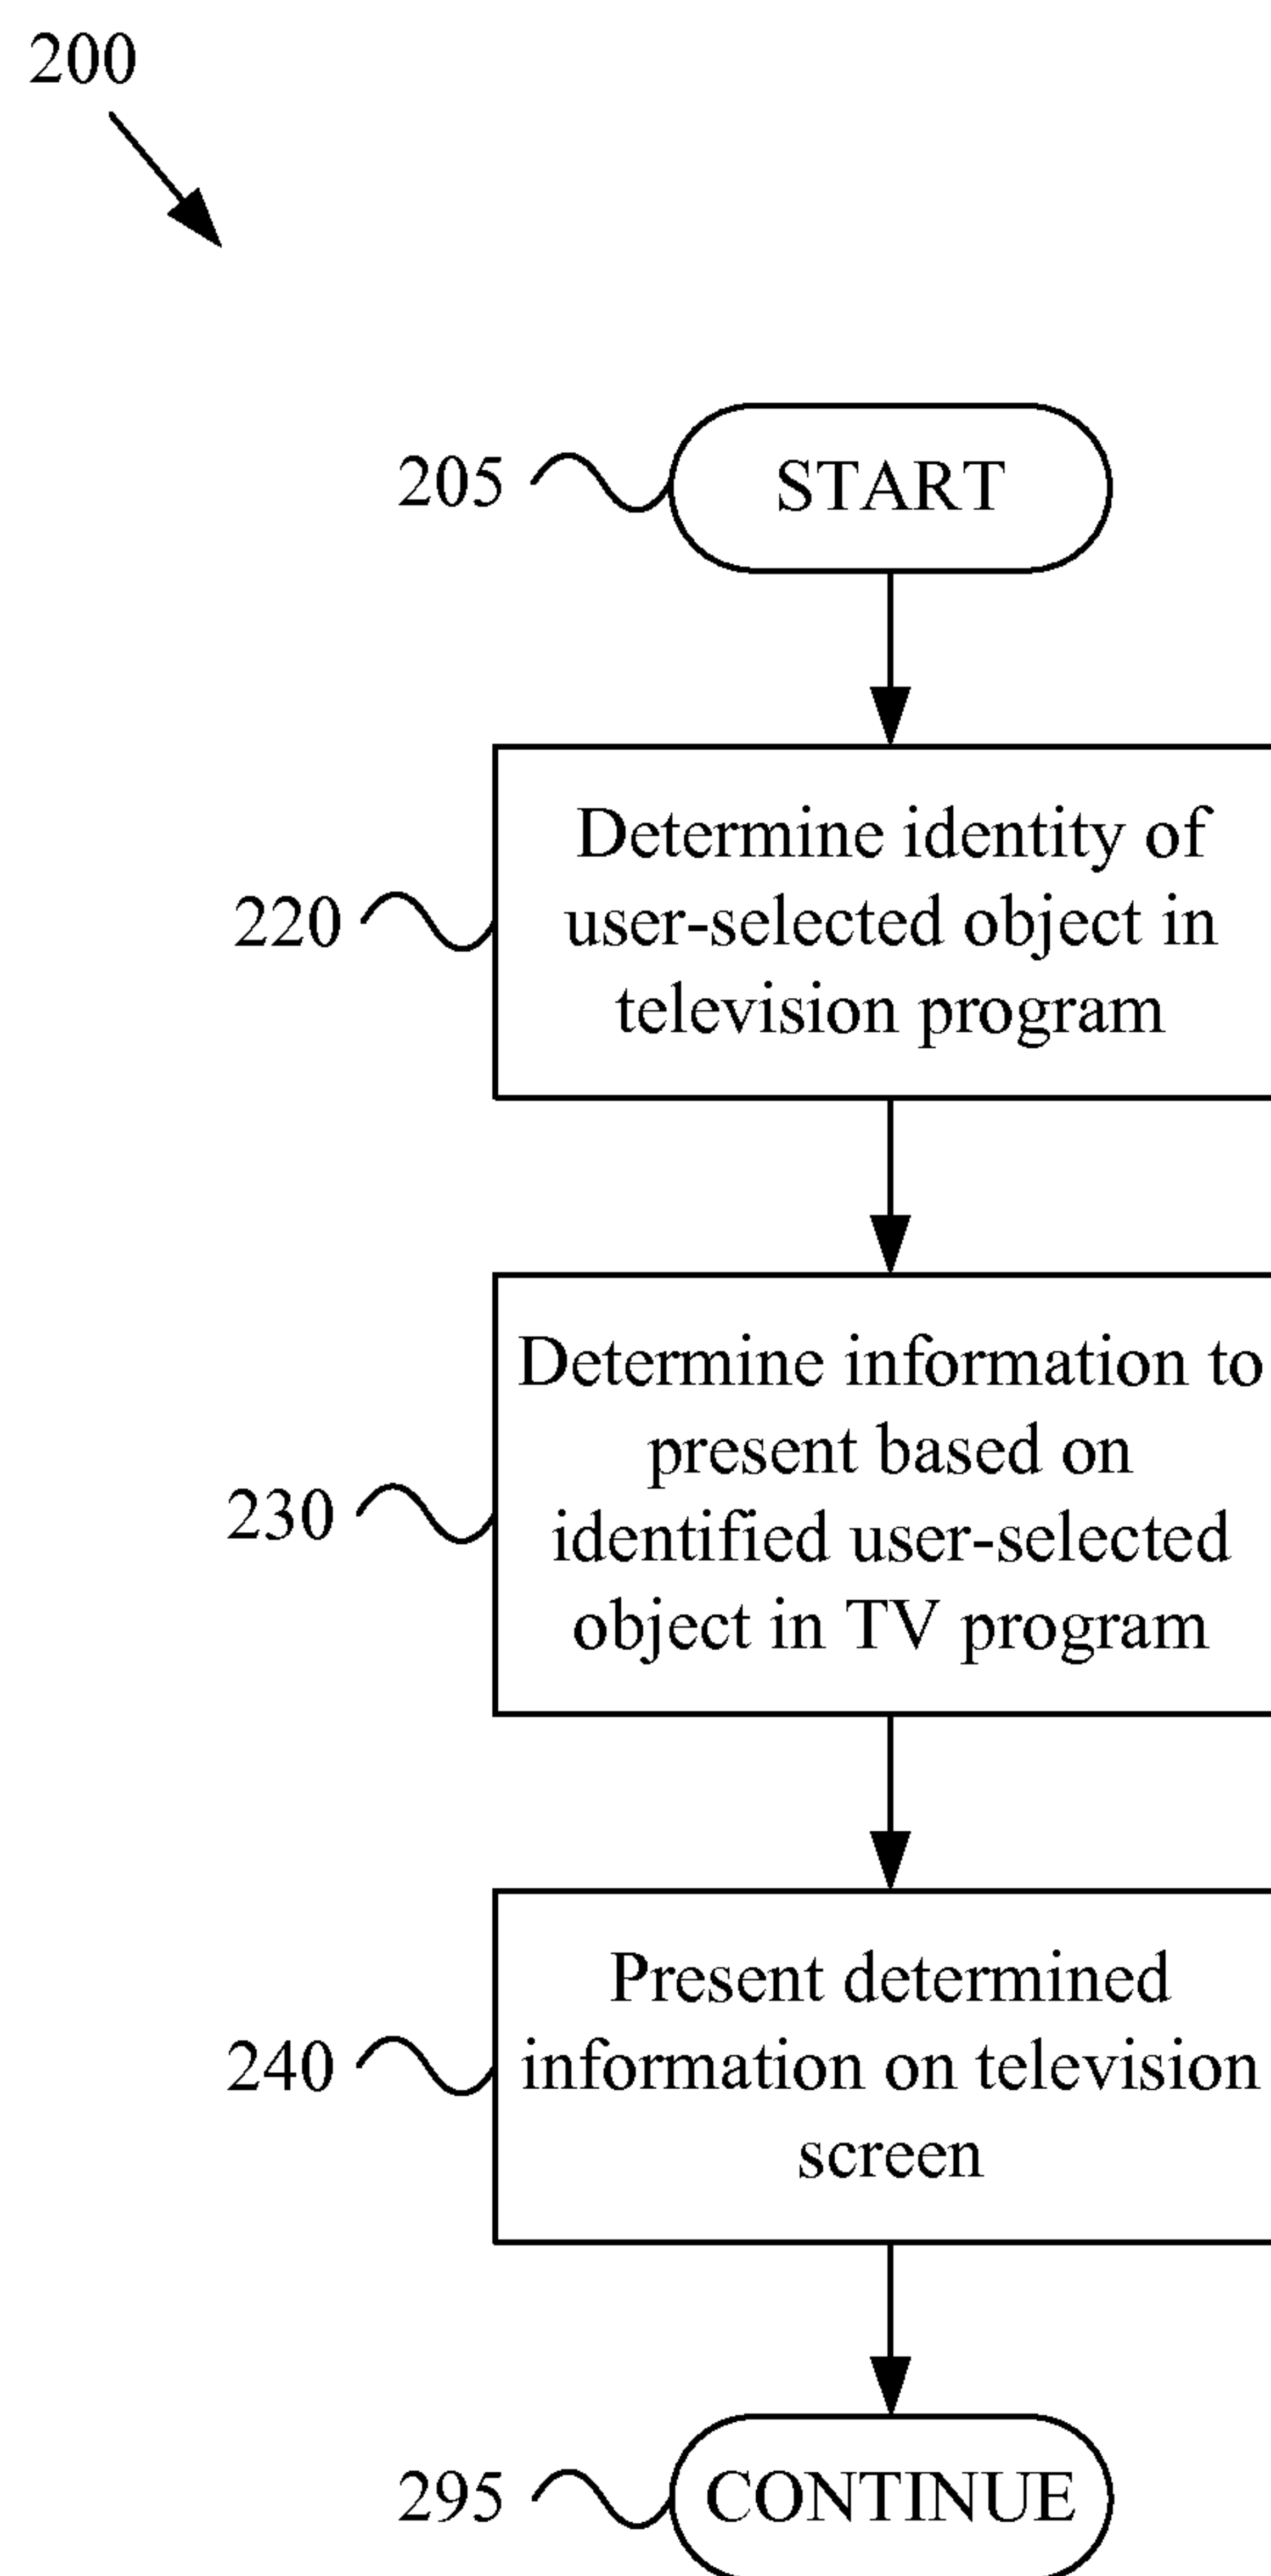 200
205
START
220
Determine identity of
user-selected object in
television program
230
Determine information to
present based on
identified user-selected
object in TV program
240
Present determined
information on television
screen
295
CONTINUE